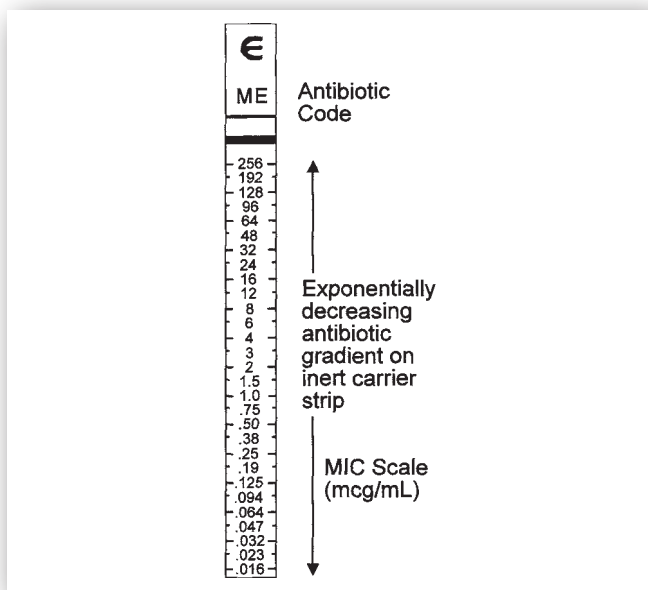 ∈
ME
Antibiotic
Code
256
192
128
96
64
48
32
24
16
12
8
6
4
3
2
1.5
1.0
.75
.50
.38
.25
.19
.125
.094
.064
.047
.032
.023
.016
Exponentially
decreasing
antibiotic
gradient on
inert carrier
strip
MIC Scale
(mcg/mL)